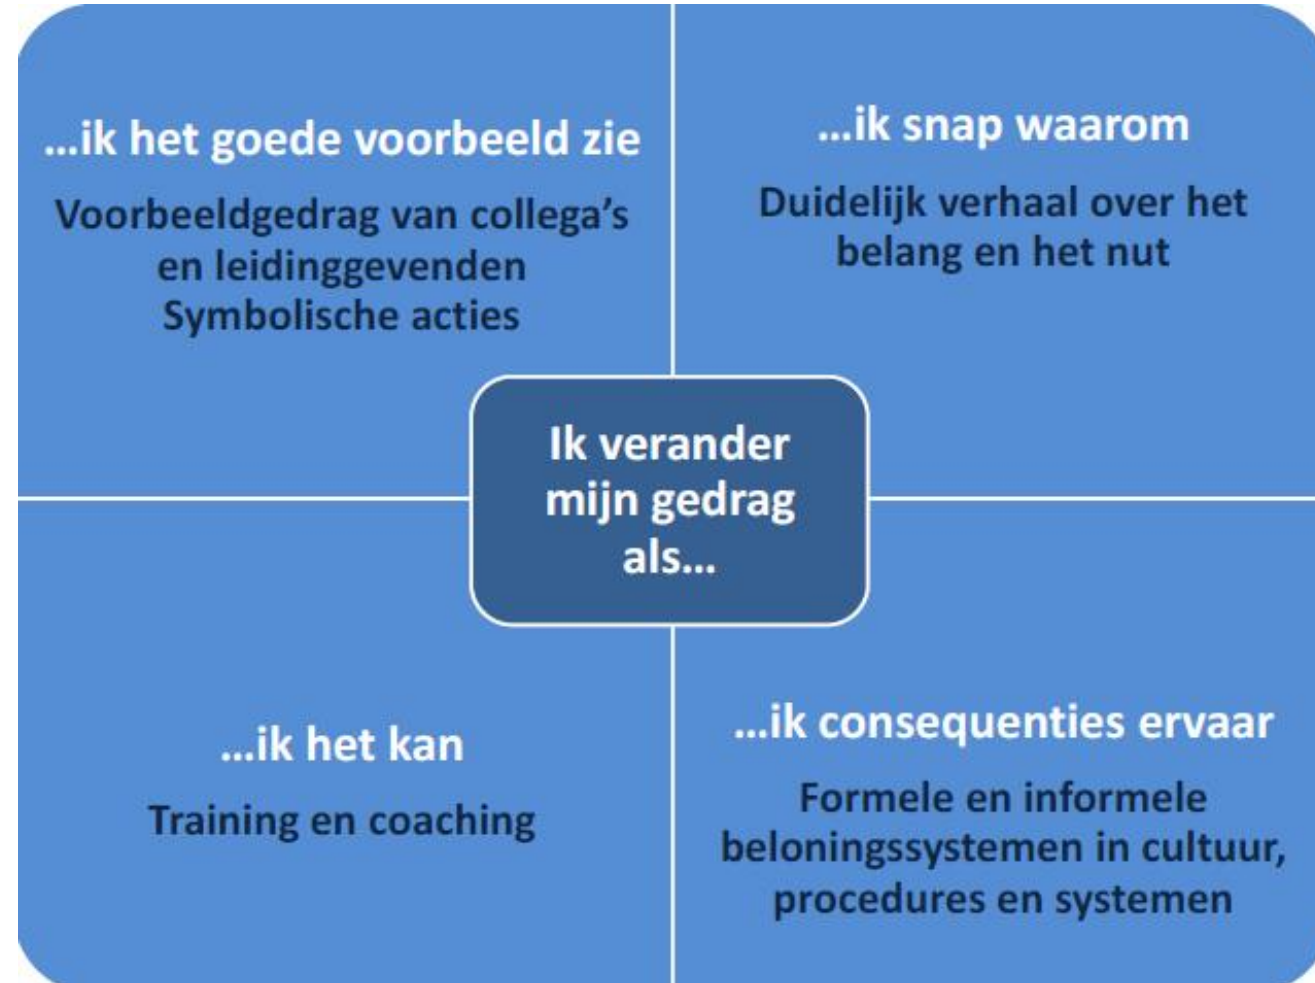 …ik het goede voorbeeld zie
Voorbeeldgedrag van collega’s
en leidinggevenden
Symbolische acties
…ik snap waarom
Duidelijk verhaal over het
belang en het nut
Ik verander
mijn gedrag
als…
…ik het kan
Training en coaching
…ik consequenties ervaar
Formele en informele
beloningssystemen in cultuur,
procedures en systemen